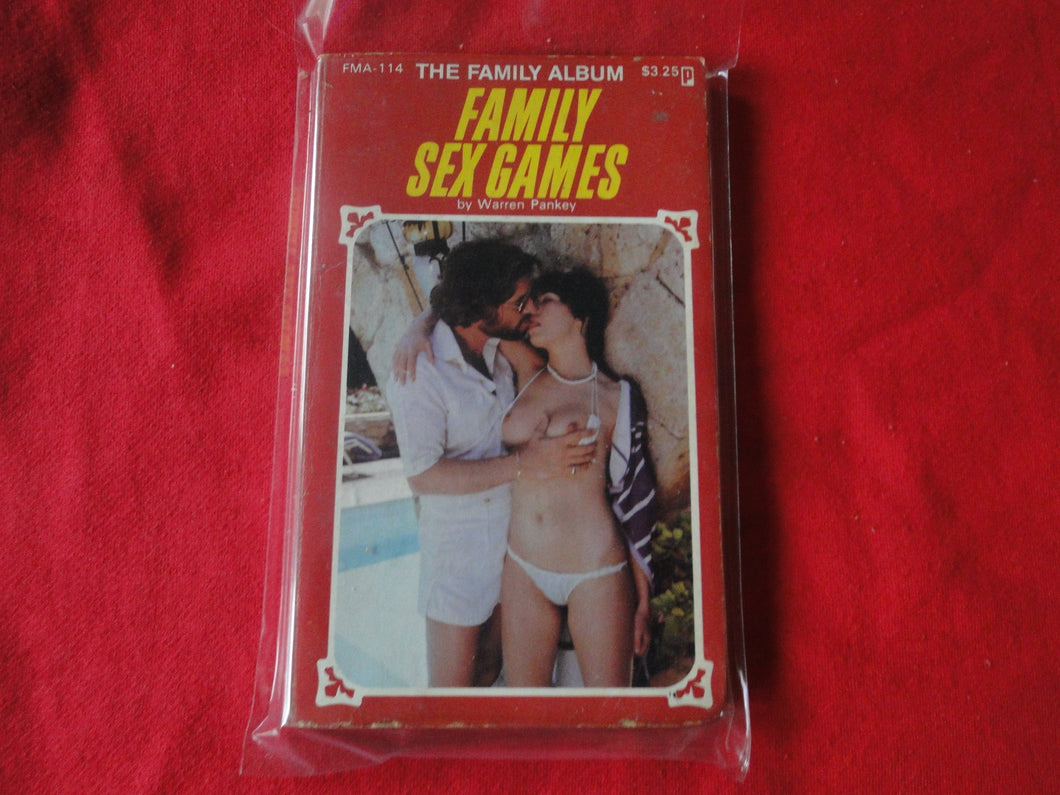 FMA-114 THE FAMILY ALBUM $3.25 P
FAMILY
SEX GAMES
by Warren Pankey